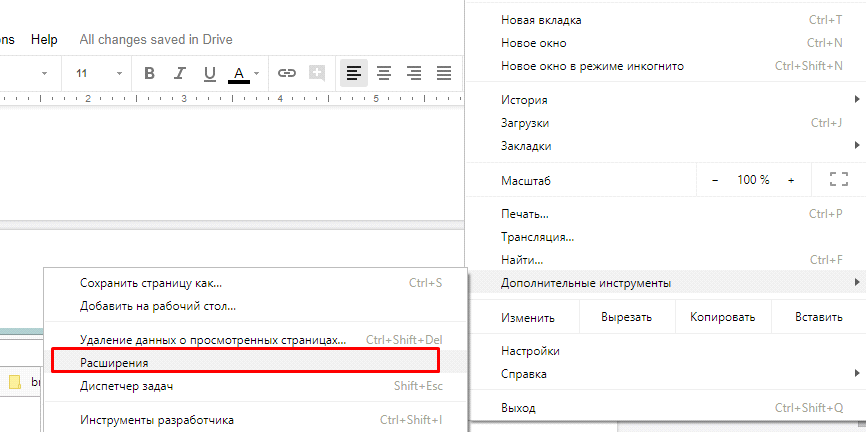 ons Help All changes saved in Drive
11 B I U A
2 3 4 5
Новая вкладка Ctrl+T
Новое окно Ctrl+N
Новое окно в режиме инкогнито Ctrl+Shift+N
История
Загрузки Ctrl+J
Закладки
Масштаб − 100 % +
Печать... Ctrl+P
Трансляция...
Найти... Ctrl+F
Дополнительные инструменты
Изменить Вырезать Копировать Вставить
Настройки
Справка
Выход Ctrl+Shift+Q
Сохранить страницу как... Ctrl+S
Добавить на рабочий стол...
Удаление данных о просмотренных страницах... Ctrl+Shift+Del
Расширения
Диспетчер задач Shift+Esc
Инструменты разработчика Ctrl+Shift+I